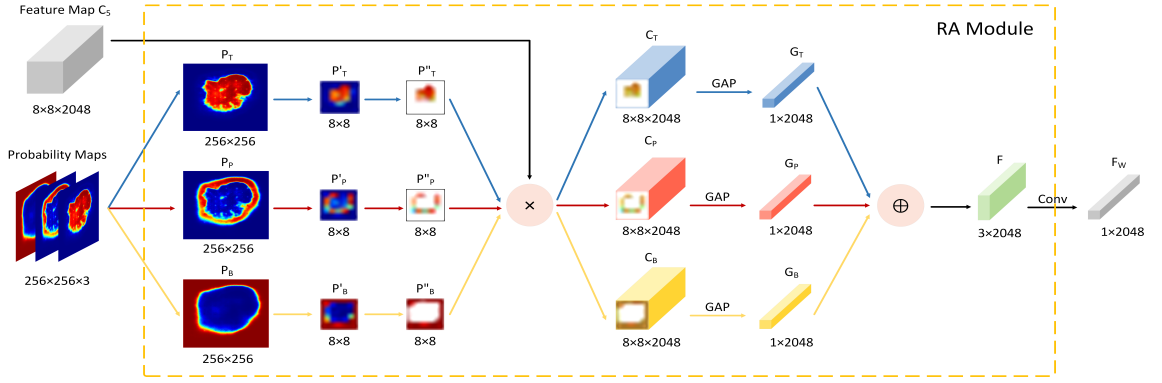 Feature Map C5
8×8×2048
Probability Maps
256×256×3
RA Module
PT
256×256
P'T
8×8
P"T
8×8
PP
256×256
P'P
8×8
P"P
8×8
PB
256×256
P'B
8×8
P"B
8×8
×
CT
8×8×2048
GAP
GT
1×2048
CP
8×8×2048
GAP
GP
1×2048
CB
8×8×2048
GAP
GB
1×2048
⊕
F
3×2048
Conv
FW
1×2048